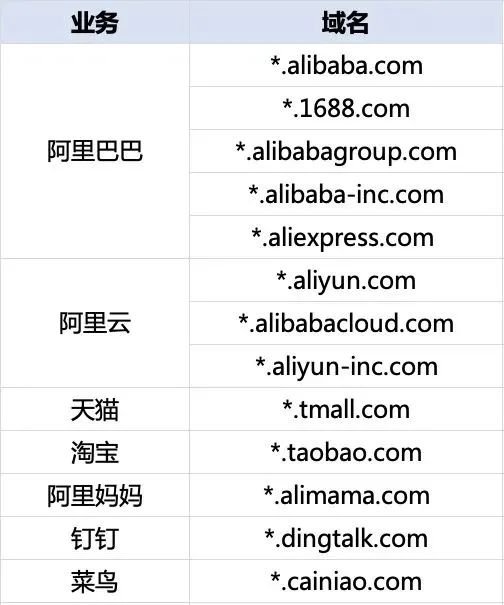 业务 域名
阿里巴巴 *.alibaba.com
*.1688.com
*.alibabagroup.com
*.alibaba-inc.com
*.aliexpress.com
阿里云 *.aliyun.com
*.alibabacloud.com
*.aliyun-inc.com
天猫 *.tmall.com
淘宝 *.taobao.com
阿里妈妈 *.alimama.com
钉钉 *.dingtalk.com
菜鸟 *.cainiao.com